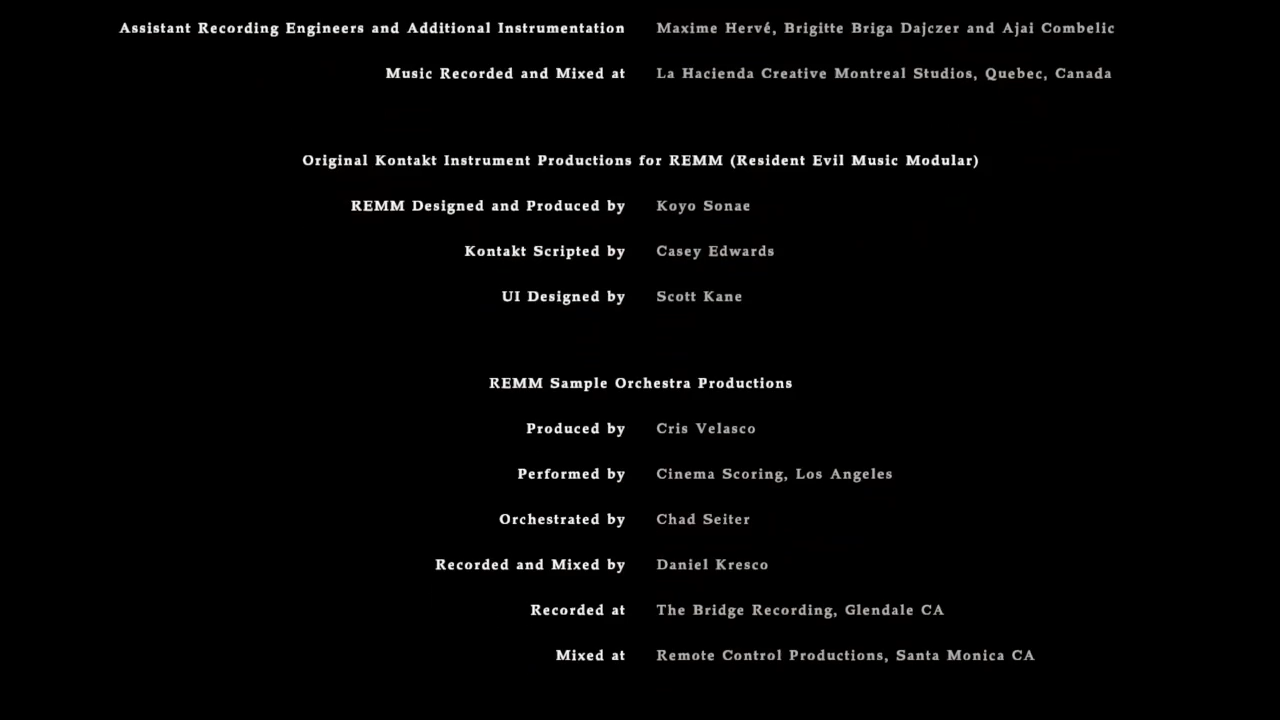 Assistant Recording Engineers and Additional Instrumentation Maxime Hervé, Brigitte Briga Dajczer and Ajai Combelic
Music Recorded and Mixed at La Hacienda Creative Montreal Studios, Quebec, Canada
Original Kontakt Instrument Productions for REMM (Resident Evil Music Modular)
REMM Designed and Produced by Koyo Sonae
Kontakt Scripted by Casey Edwards
UI Designed by Scott Kane
REMM Sample Orchestra Productions
Produced by Cris Velasco
Performed by Cinema Scoring, Los Angeles
Orchestrated by Chad Seiter
Recorded and Mixed by Daniel Kresco
Recorded at The Bridge Recording, Glendale CA
Mixed at Remote Control Productions, Santa Monica CA